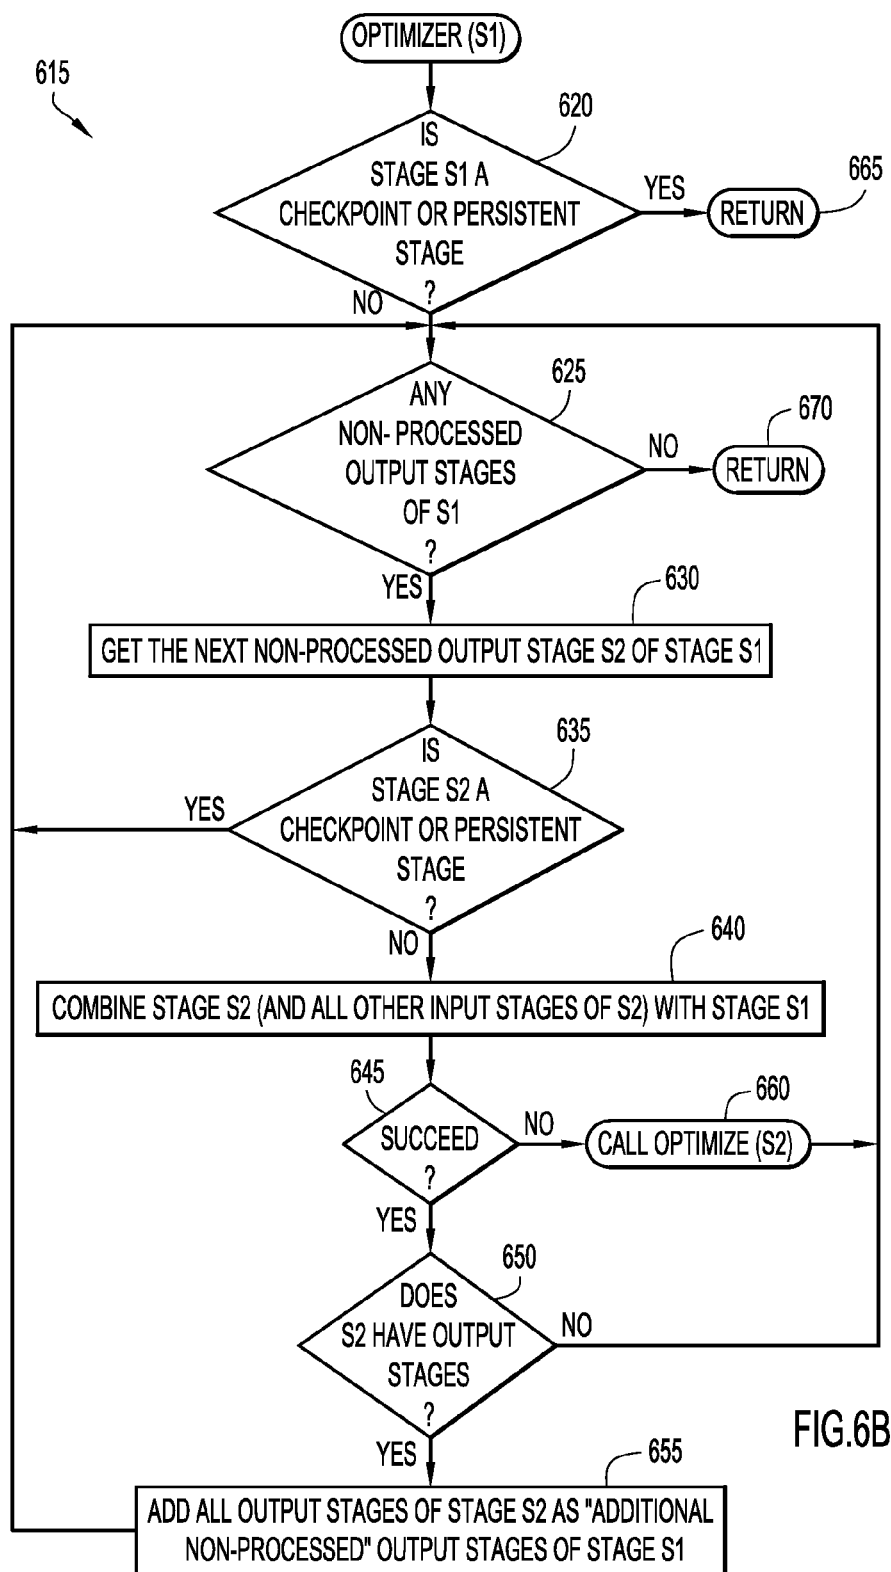 OPTIMIZER (S1)
615
620
IS
STAGE S1 A
CHECKPOINT OR PERSISTENT
STAGE
?
YES
RETURN
665
NO
625
ANY
NON- PROCESSED
OUTPUT STAGES
OF S1
?
NO
670
RETURN
YES
630
GET THE NEXT NON-PROCESSED OUTPUT STAGE S2 OF STAGE S1
635
IS
STAGE S2 A
CHECKPOINT OR PERSISTENT
STAGE
?
YES
NO
640
COMBINE STAGE S2 (AND ALL OTHER INPUT STAGES OF S2) WITH STAGE S1
645
SUCCEED
?
NO
660
CALL OPTIMIZE (S2)
YES
650
DOES
S2 HAVE OUTPUT
STAGES
?
NO
YES
FIG.6B
655
ADD ALL OUTPUT STAGES OF STAGE S2 AS "ADDITIONAL
NON-PROCESSED" OUTPUT STAGES OF STAGE S1